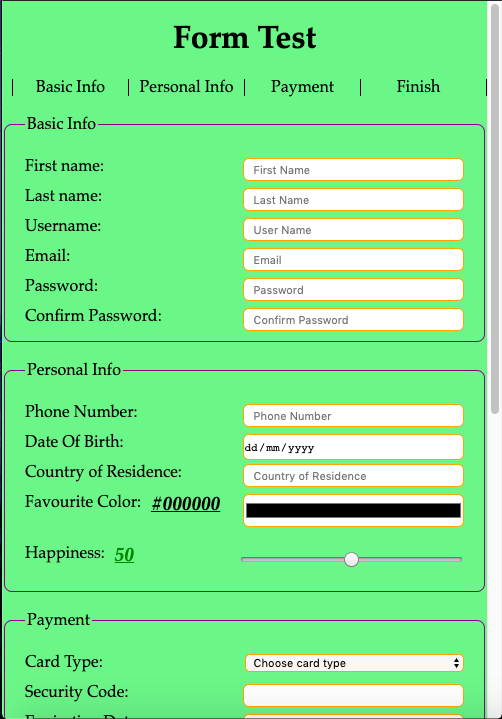 Form Test
Basic Info Personal Info Payment Finish
Basic Info
First name: First Name
Last name: Last Name
Username: User Name
Email: Email
Password: Password
Confirm Password: Confirm Password
Personal Info
Phone Number: Phone Number
Date Of Birth: dd/mm/yyyy
Country of Residence: Country of Residence
Favourite Color: #000000
Happiness: 50
Payment
Card Type: Choose card type
Security Code: